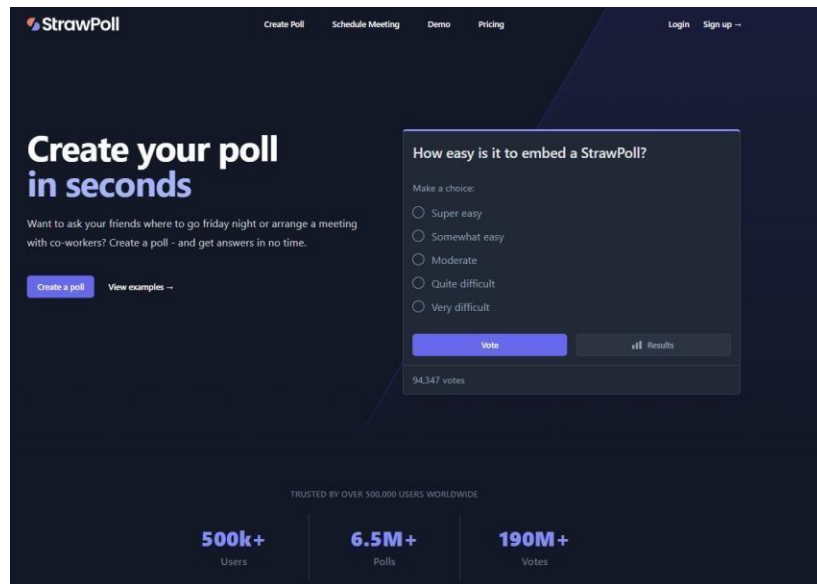 StrawPoll
Create Poll Schedule Meeting Demo Pricing
Login Sign up →
Create your poll
in seconds
Want to ask your friends where to go friday night or arrange a meeting
with co-workers? Create a poll - and get answers in no time.
Create a poll View examples →
How easy is it to embed a StrawPoll?
Make a choice:
Super easy
Somewhat easy
Moderate
Quite difficult
Very difficult
Vote Results
94,347 votes
TRUSTED BY OVER 500,000 USERS WORLDWIDE
500k+ 6.5M+ 190M+
Users Polls Votes